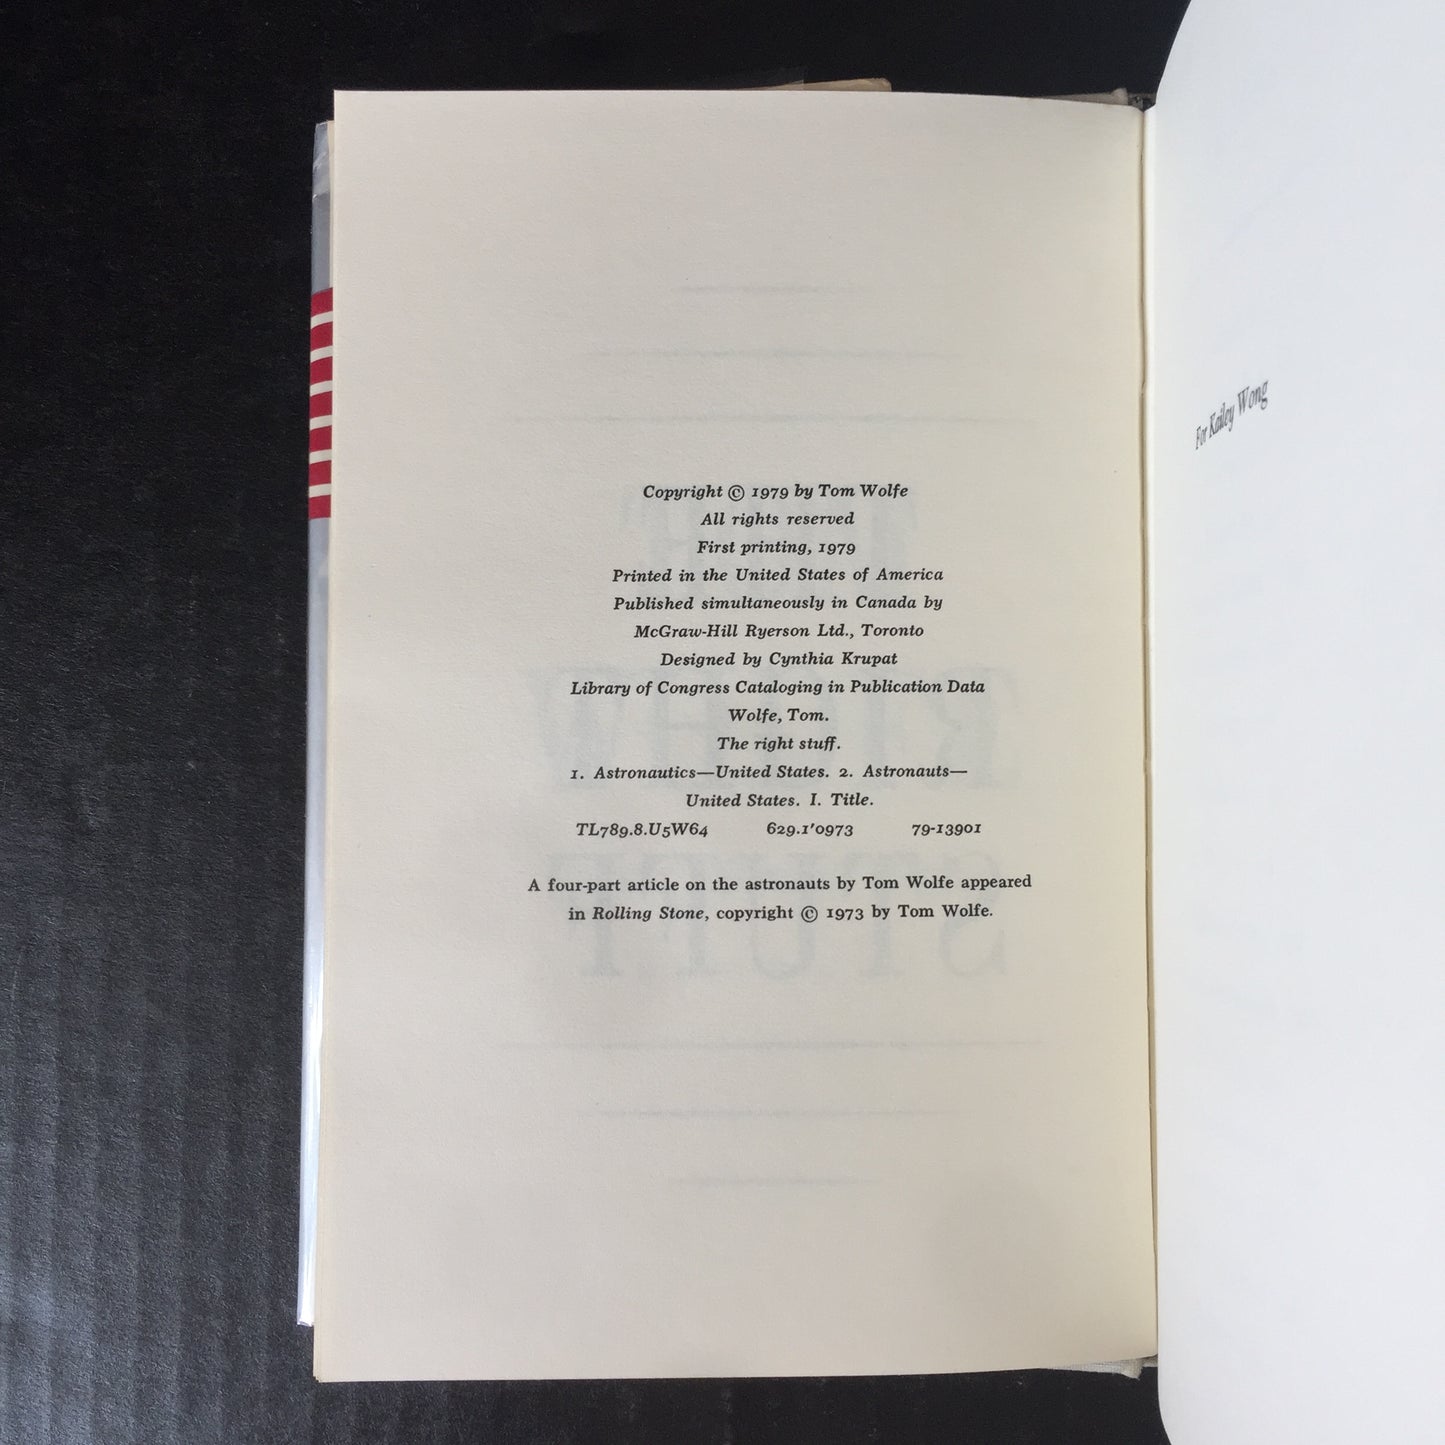 Copyright © 1979 by Tom Wolfe
All rights reserved
First printing, 1979
Printed in the United States of America
Published simultaneously in Canada by
McGraw-Hill Ryerson Ltd., Toronto
Designed by Cynthia Krupat
Library of Congress Cataloging in Publication Data
Wolfe, Tom.
The right stuff.
1. Astronautics—United States. 2. Astronauts—
United States. I. Title.
TL789.8.U5W64 629.1'0973 79-13901
A four-part article on the astronauts by Tom Wolfe appeared
in Rolling Stone, copyright © 1973 by Tom Wolfe.
For Kailey Wong